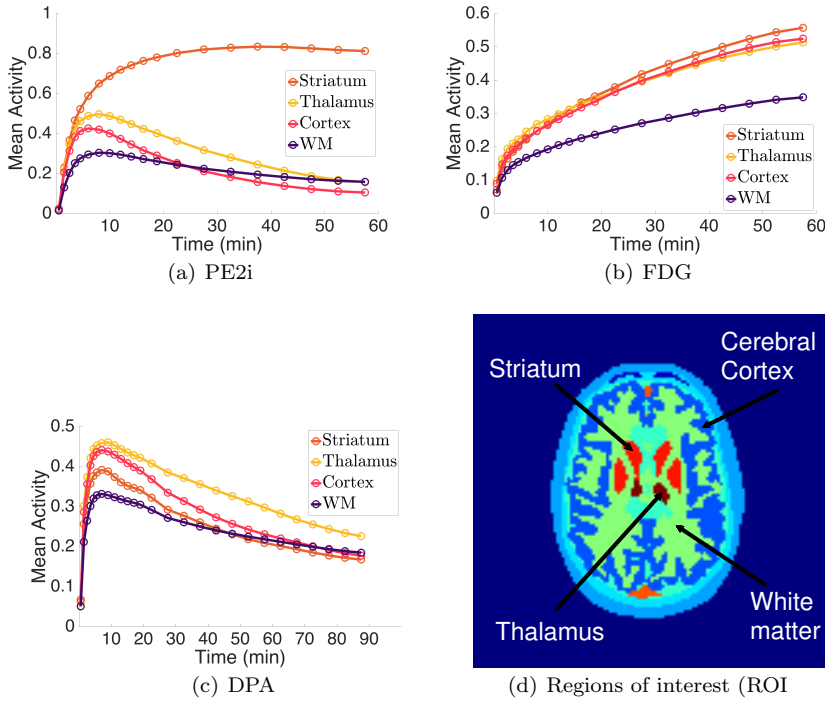 1
0.8
0.6
0.4
0.2
0
Mean Activity
10 20 30 40 50 60
Time (min)
Striatum
Thalamus
Cortex
WM
(a) PE2i
0.6
0.5
0.4
0.3
0.2
0.1
0
Mean Activity
10 20 30 40 50 60
Time (min)
Striatum
Thalamus
Cortex
WM
(b) FDG
0.5
0.4
0.3
0.2
0.1
0
Mean Activity
10 20 30 40 50 60 70 80 90
Time (min)
Striatum
Thalamus
Cortex
WM
(c) DPA
Cerebral
Cortex
Striatum
Thalamus
White
matter
(d) Regions of interest (ROI